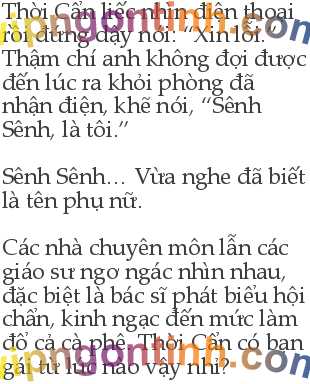 Thời Cẩn liếc nhìn điện thoại
rồi đứng dậy nói: “Xin lỗi.”
Thậm chí anh không đợi được
đến lúc ra khỏi phòng đã
nhận điện, khẽ nói, “Sênh
Sênh, là tôi.”
Sênh Sênh… Vừa nghe đã biết
là tên phụ nữ.
Các nhà chuyên môn lẫn các
giáo sư ngơ ngác nhìn nhau,
đặc biệt là bác sĩ phát biểu hội
chẩn, kinh ngạc đến mức làm
đổ cả cà phê. Thời Cẩn có bạn
gái từ lúc nào vậy nhỉ?
vipngontinh.com
vipngontinh.com